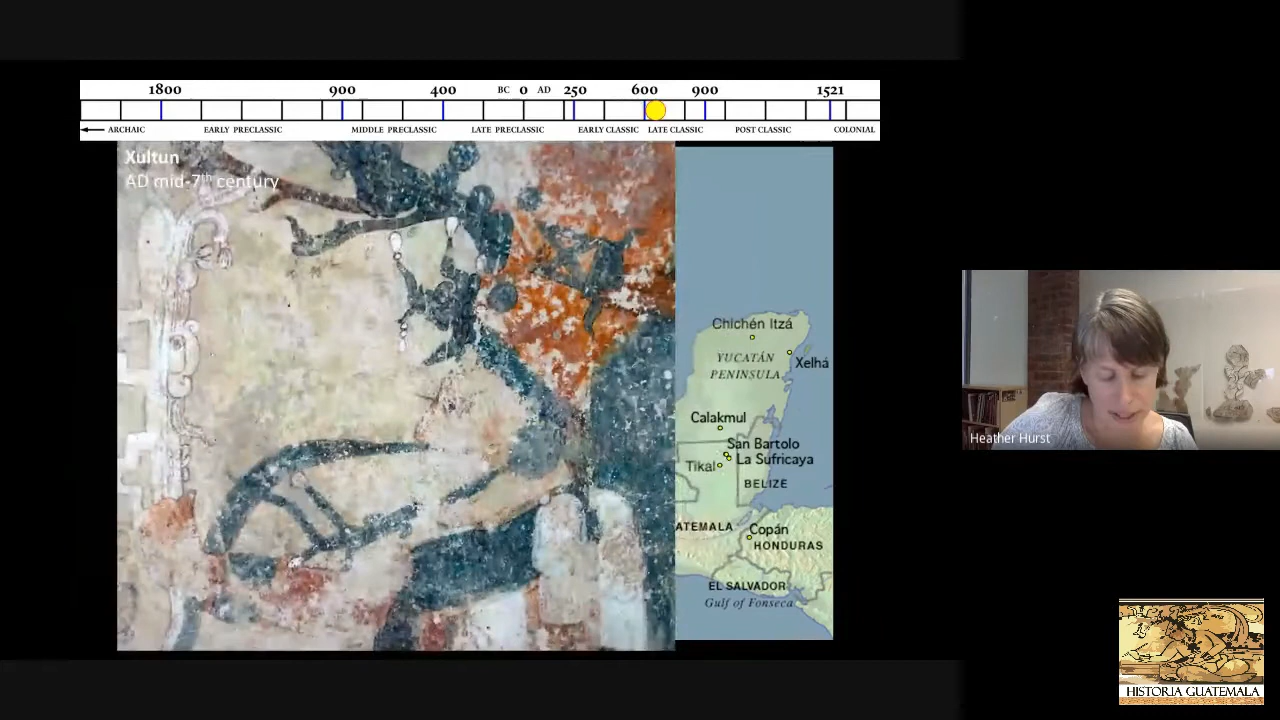 1800 900 400 BC 0 AD 250 600 900 1521
ARCHAIC EARLY PRECLASSIC MIDDLE PRECLASSIC LATE PRECLASSIC EARLY CLASSIC LATE CLASSIC POST CLASSIC COLONIAL
Xultun
AD mid-7th century
Chichén Itzá
YUCATÁN
PENINSULA
Xelhá
Calakmul
San Bartolo
La Sufricaya
Tikal
BELIZE
ATEMALA
Copán
HONDURAS
EL SALVADOR
Gulf of Fonseca
Heather Hurst
HISTORIA GUATEMALA